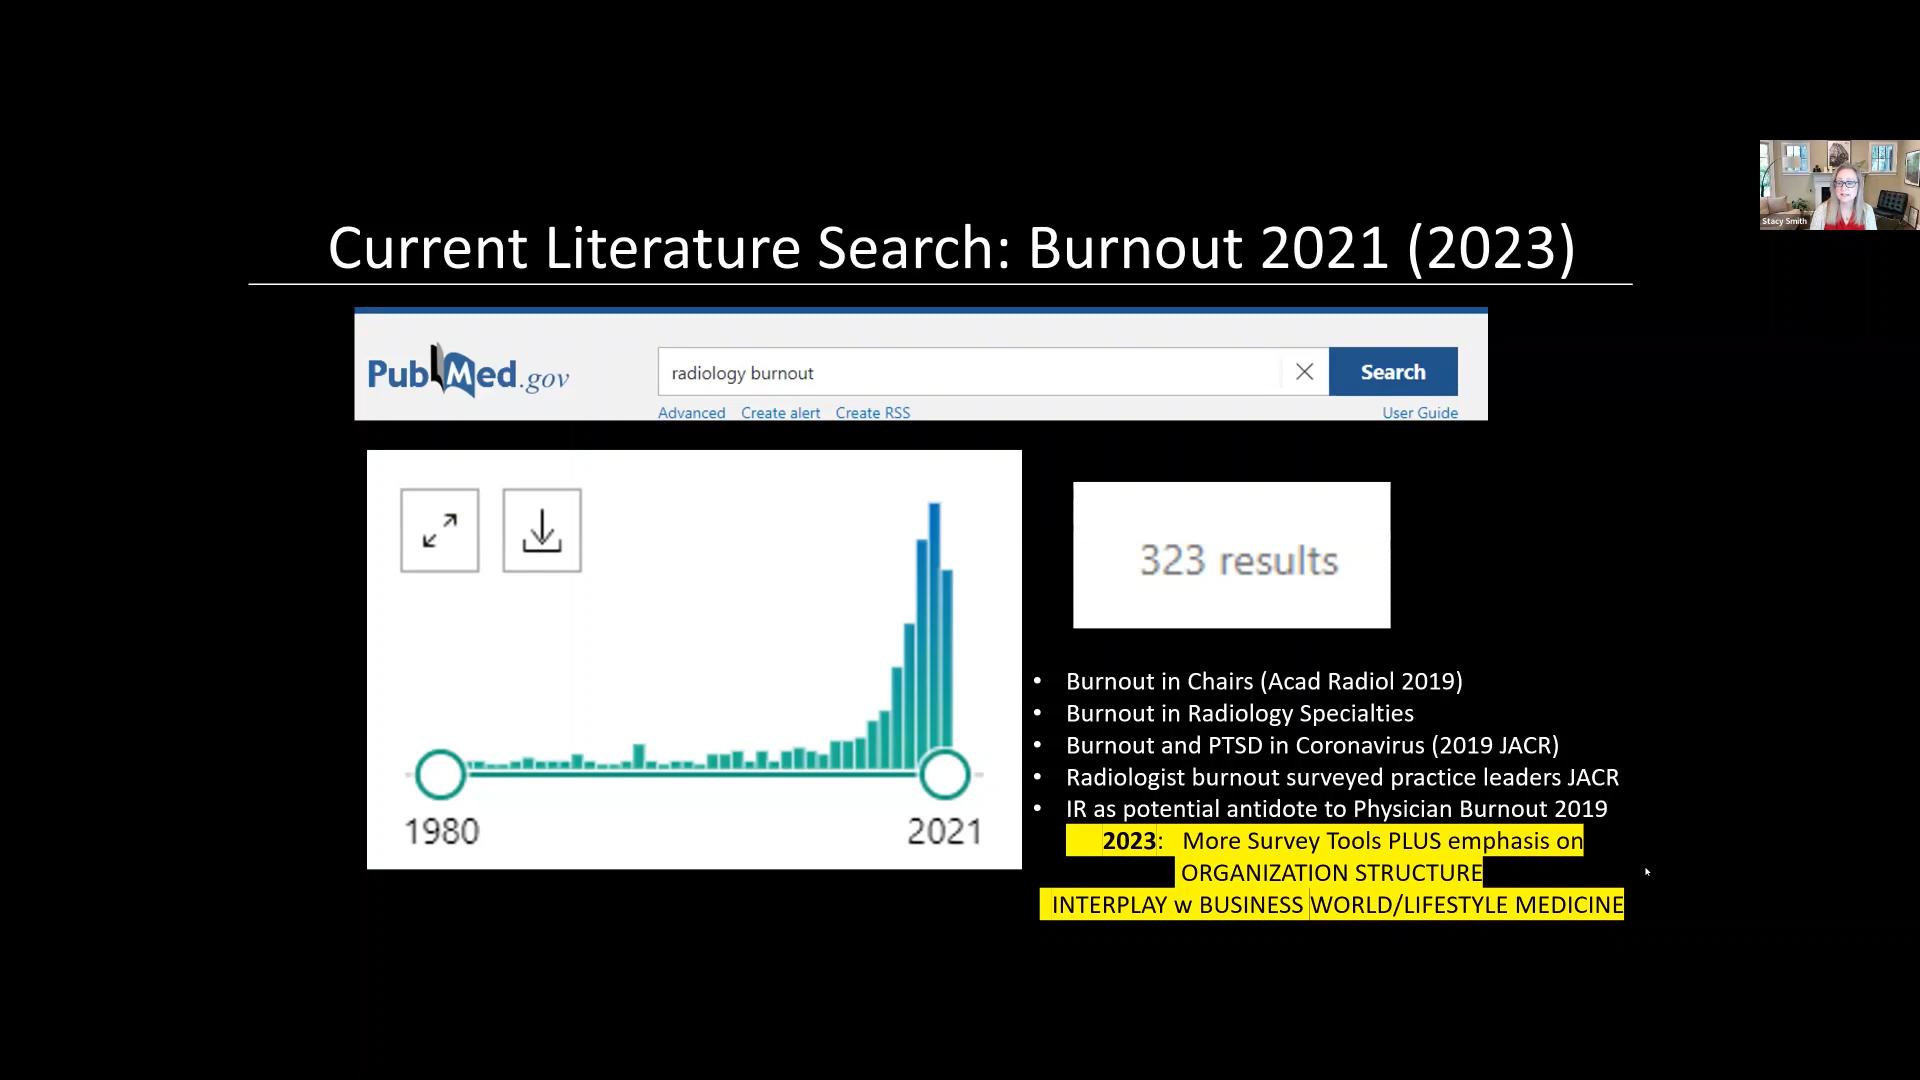 Stacy Smith
Current Literature Search: Burnout 2021 (2023)
PubMed.gov
radiology burnout
Search
Advanced Create alert Create RSS
User Guide
323 results
1980
2021
• Burnout in Chairs (Acad Radiol 2019)
• Burnout in Radiology Specialties
• Burnout and PTSD in Coronavirus (2019 JACR)
• Radiologist burnout surveyed practice leaders JACR
• IR as potential antidote to Physician Burnout 2019
2023: More Survey Tools PLUS emphasis on
ORGANIZATION STRUCTURE
INTERPLAY w BUSINESS WORLD/LIFESTYLE MEDICINE